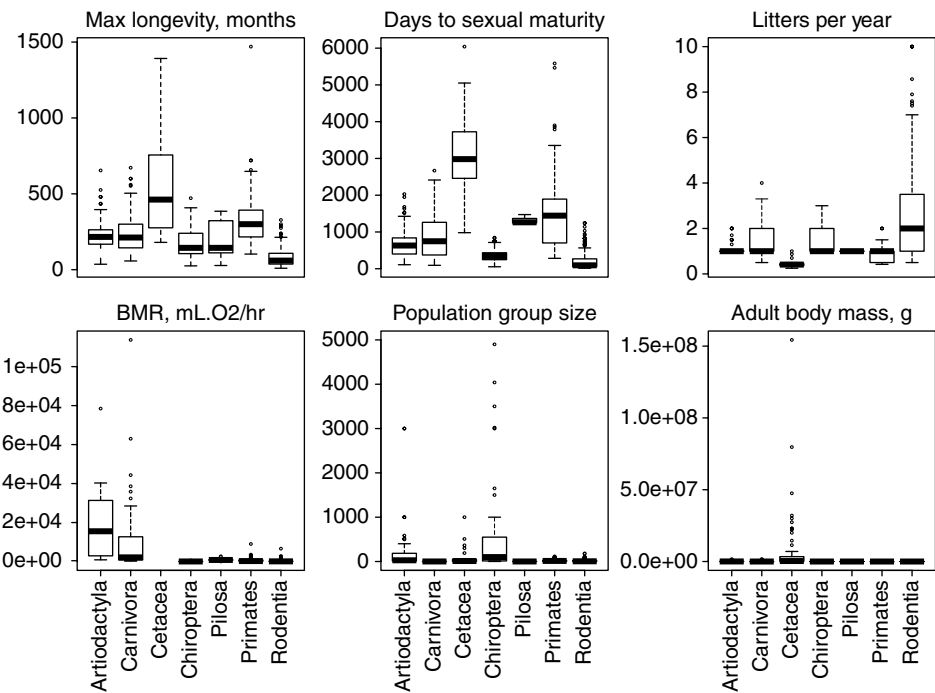 Max longevity, months
1500
1000
500
0
Days to sexual maturity
6000
5000
4000
3000
2000
1000
0
Litters per year
10
8
6
4
2
0
BMR, mL.O2/hr
1e+05
8e+04
6e+04
4e+04
2e+04
0e+00
Artiodactyla
Carnivora
Cetacea
Chiroptera
Pilosa
Primates
Rodentia
Population group size
5000
4000
3000
2000
1000
0
Artiodactyla
Carnivora
Cetacea
Chiroptera
Pilosa
Primates
Rodentia
Adult body mass, g
1.5e+08
1.0e+08
5.0e+07
0.0e+00
Artiodactyla
Carnivora
Cetacea
Chiroptera
Pilosa
Primates
Rodentia